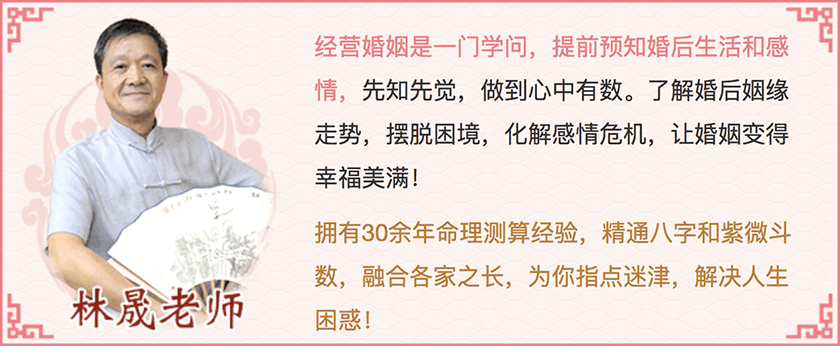 经营婚姻是一门学问，提前预知婚后生活和感
情，先知先觉，做到心中有数。了解婚后姻缘
走势，摆脱困境，化解感情危机，让婚姻变得
幸福美满！
拥有30余年命理测算经验，精通八字和紫微斗
数，融合各家之长，为你指点迷津，解决人生
困惑！
林晟老师